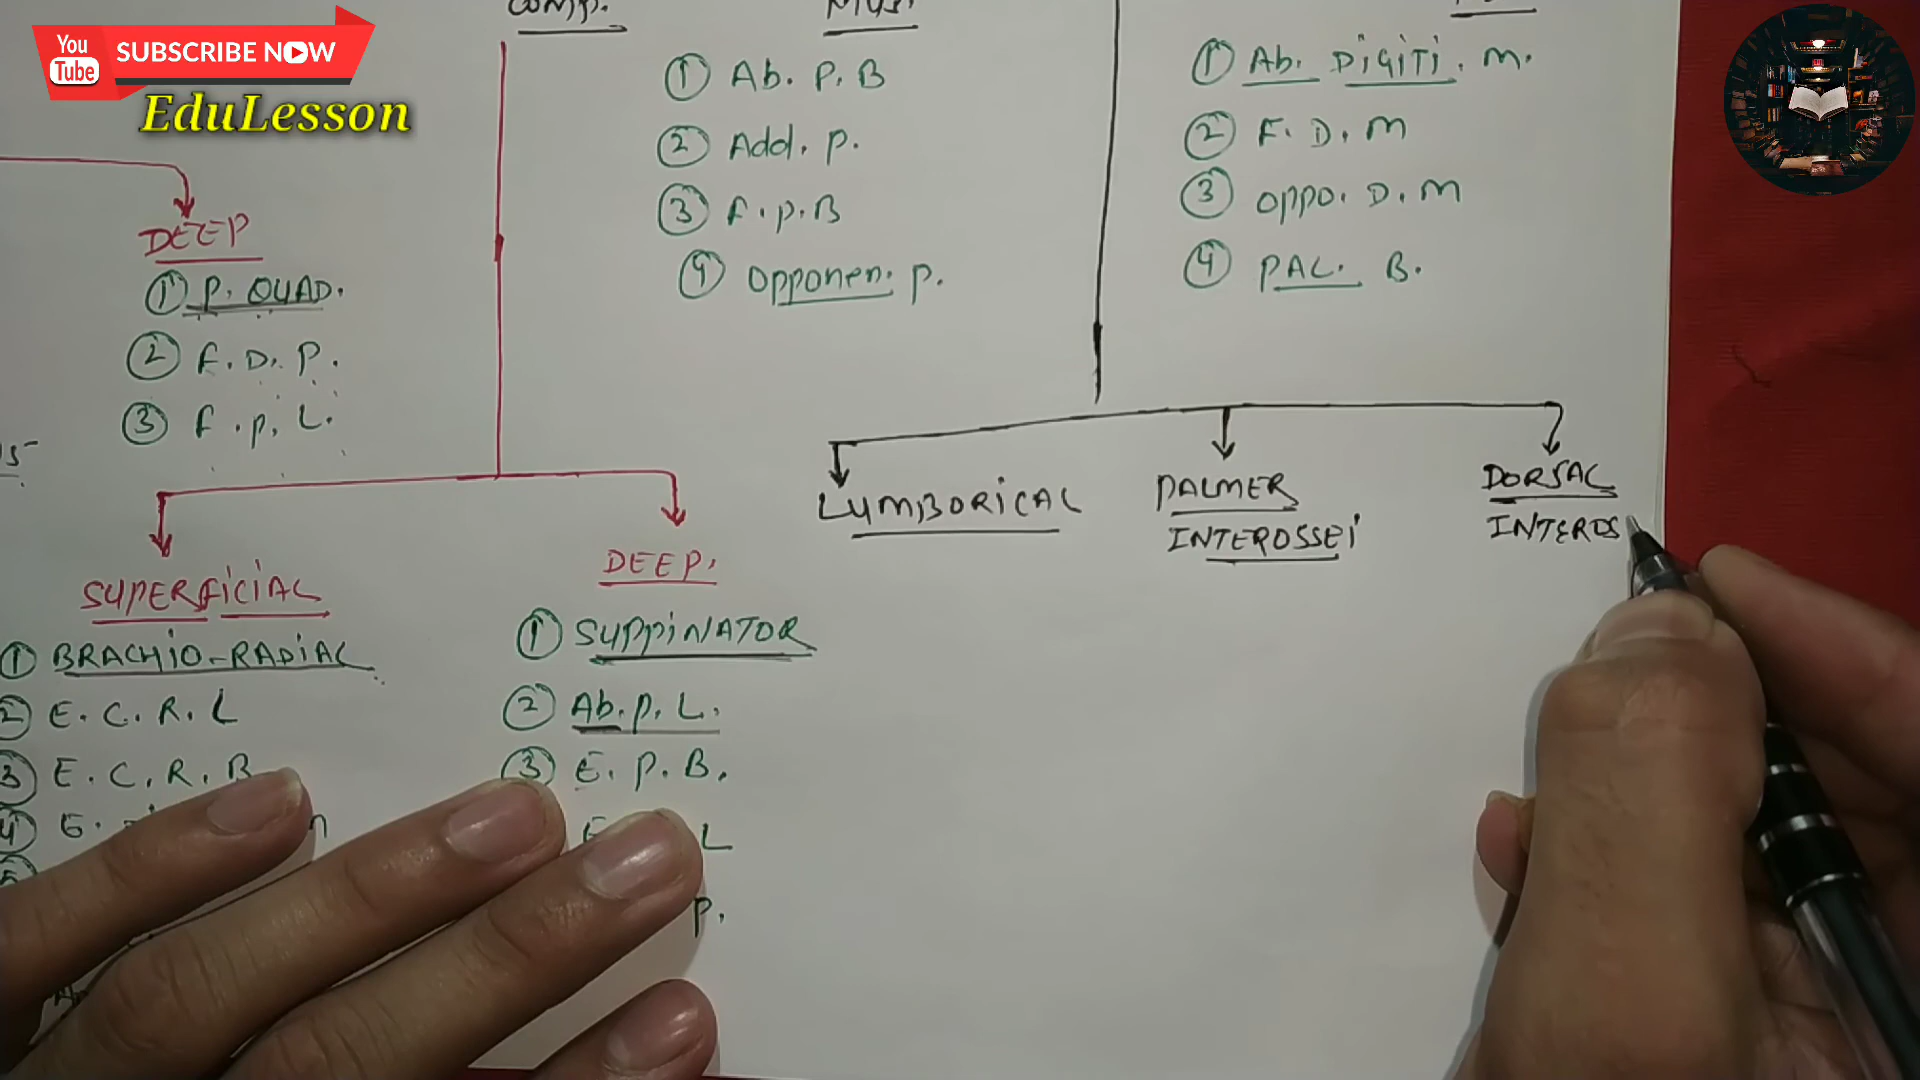 You Tube
SUBSCRIBE NOW
EduLesson
COMP.
DEEP
① P. QUAD.
② F. D. P.
③ F. P. L.
① Ab. P. B
② Add. P.
③ F. P. B
④ Opponen. P.
① Ab. DiGiTi. M.
② F. D. M
③ OPPO. D. M
④ PAL. B.
SUPERFiCiAL
① BRACHiO-RADiAL
② E. C. R. L
③ E. C. R. B
④ E.
DEEP.
① SUPPiNATOR
② Ab. P. L.
③ E. P. B.
E L
P.
LUMBORiCAL
PALMER
INTEROSSEi
DORSAL
INTEROS